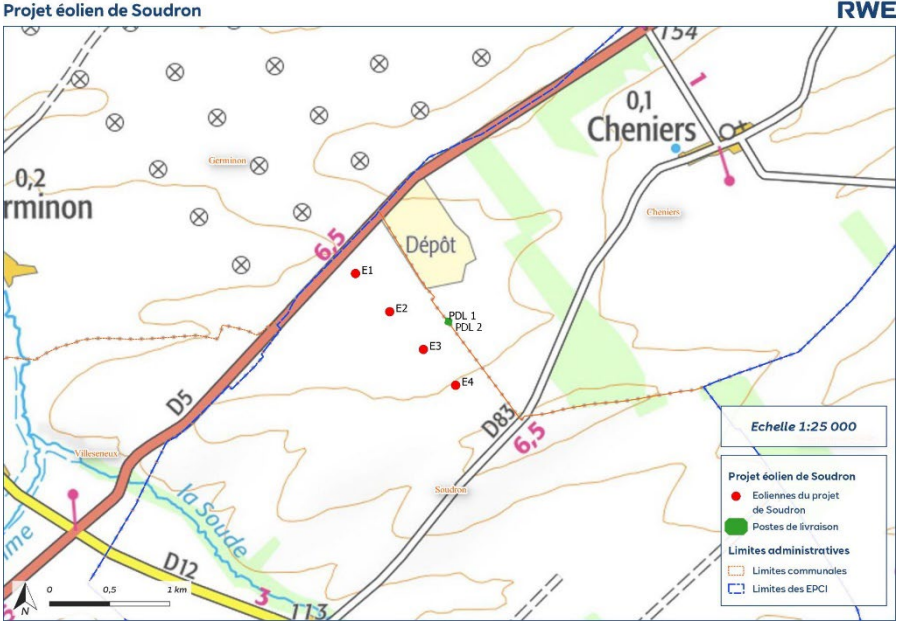 Projet éolien de Soudron
RWE
154
1
0,1
Cheniers
Germinon
0,2
rminon
Cheniers
6,5
Dépôt
E1
E2
PDL 1
PDL 2
E3
E4
D5
D83
6,5
Echelle 1:25 000
Villeseneux
Soudron
la Soude
Projet éolien de Soudron
Eoliennes du projet
de Soudron
Postes de livraison
Limites administratives
Limites communales
Limites des EPCI
D12
3
113
0 0,5 1 km
N